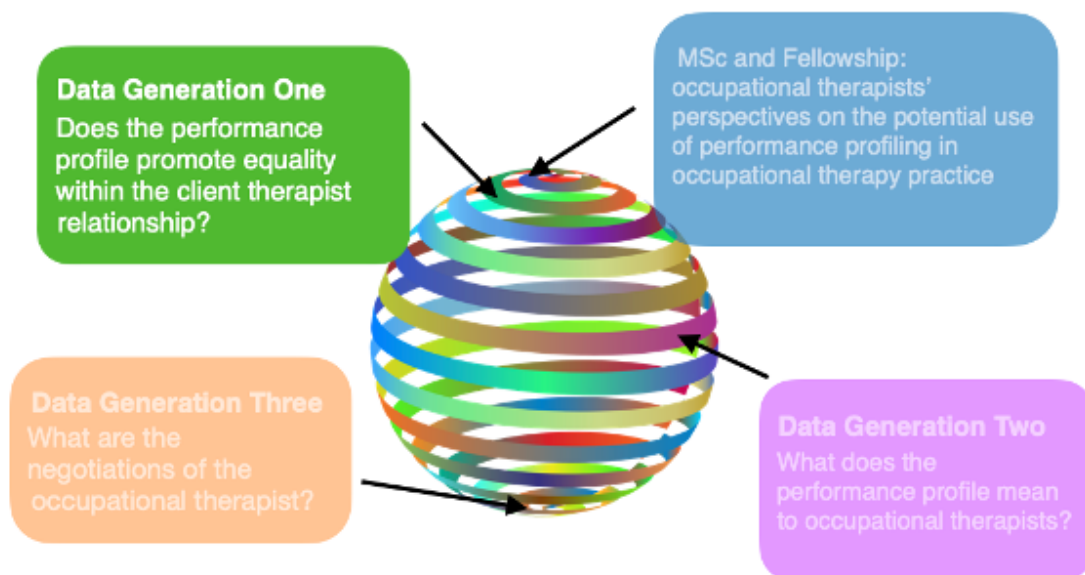 Data Generation One
Does the performance
profile promote equality
within the client therapist
relationship?
MSc and Fellowship:
occupational therapists'
perspectives on the potential use
of performance profiling in
occupational therapy practice
Data Generation Three
What are the
negotiations of the
occupational therapist?
Data Generation Two
What does the
performance profile mean
to occupational therapists?